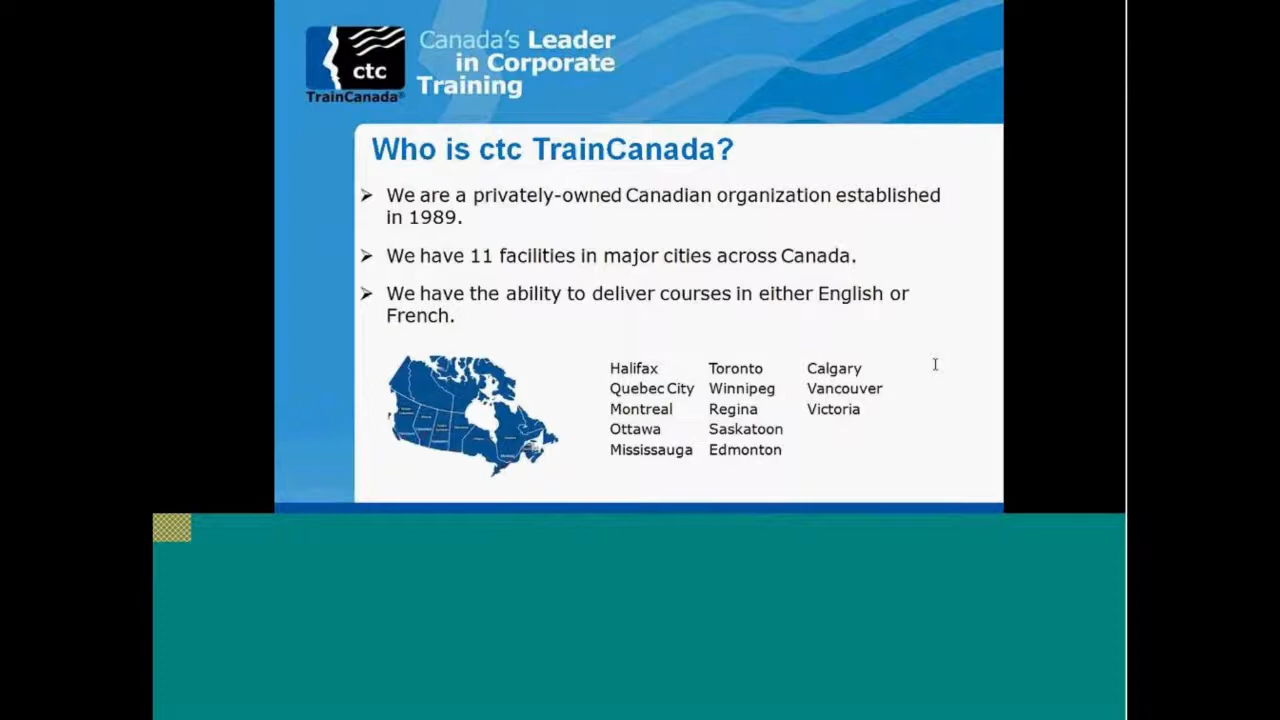 ctc
TrainCanada®
Canada's Leader
in Corporate
Training
Who is ctc TrainCanada?
We are a privately-owned Canadian organization established
in 1989.
We have 11 facilities in major cities across Canada.
We have the ability to deliver courses in either English or
French.
Halifax Toronto Calgary
Quebec City Winnipeg Vancouver
Montreal Regina Victoria
Ottawa Saskatoon
Mississauga Edmonton